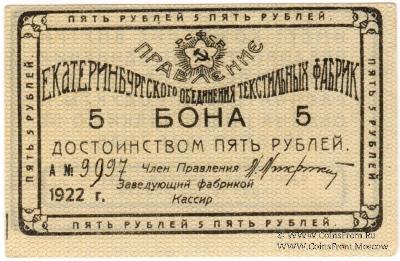 ПЯТЬ РУБЛЕЙ 5 ПЯТЬ РУБЛЕЙ.
ПРАВЛЕНИЕ
ЕКАТЕРИНБУРГСКОГО ОБЪЕДИНЕНИЯ ТЕКСТИЛЬНЫХ ФАБРИК
5 БОНА 5
ДОСТОИНСТВОМ ПЯТЬ РУБЛЕЙ.
А № 9997 Член Правления
1922 г. Заведующий фабрикой
Кассир
ПЯТЬ 5 РУБЛЕЙ.
ПЯТЬ 5 РУБЛЕЙ.
ПЯТЬ РУБЛЕЙ 5 ПЯТЬ РУБЛЕЙ
© www.CoinsFrom.Ru
www.CoinsFront.Moscow